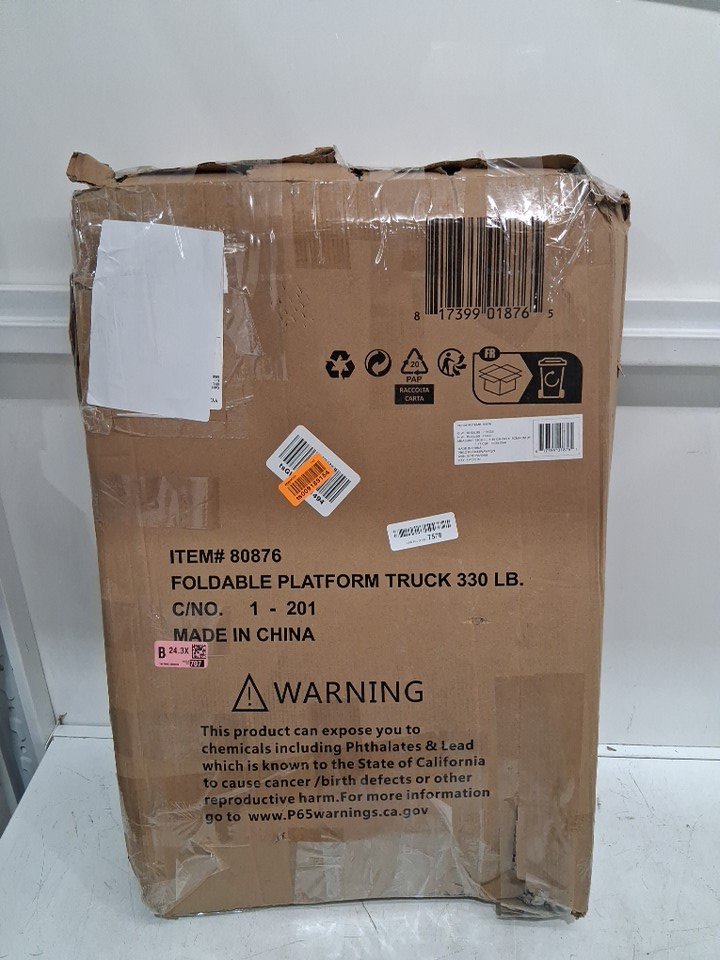 8 17399 01876 5
20
PAP
RACCOLTA
CARTA
FR
494
7578
ITEM# 80876
FOLDABLE PLATFORM TRUCK 330 LB.
C/NO. 1 - 201
MADE IN CHINA
B 24.3X
707
WARNING
This product can expose you to
chemicals including Phthalates & Lead
which is known to the State of California
to cause cancer /birth defects or other
reproductive harm.For more information
go to www.P65warnings.ca.gov